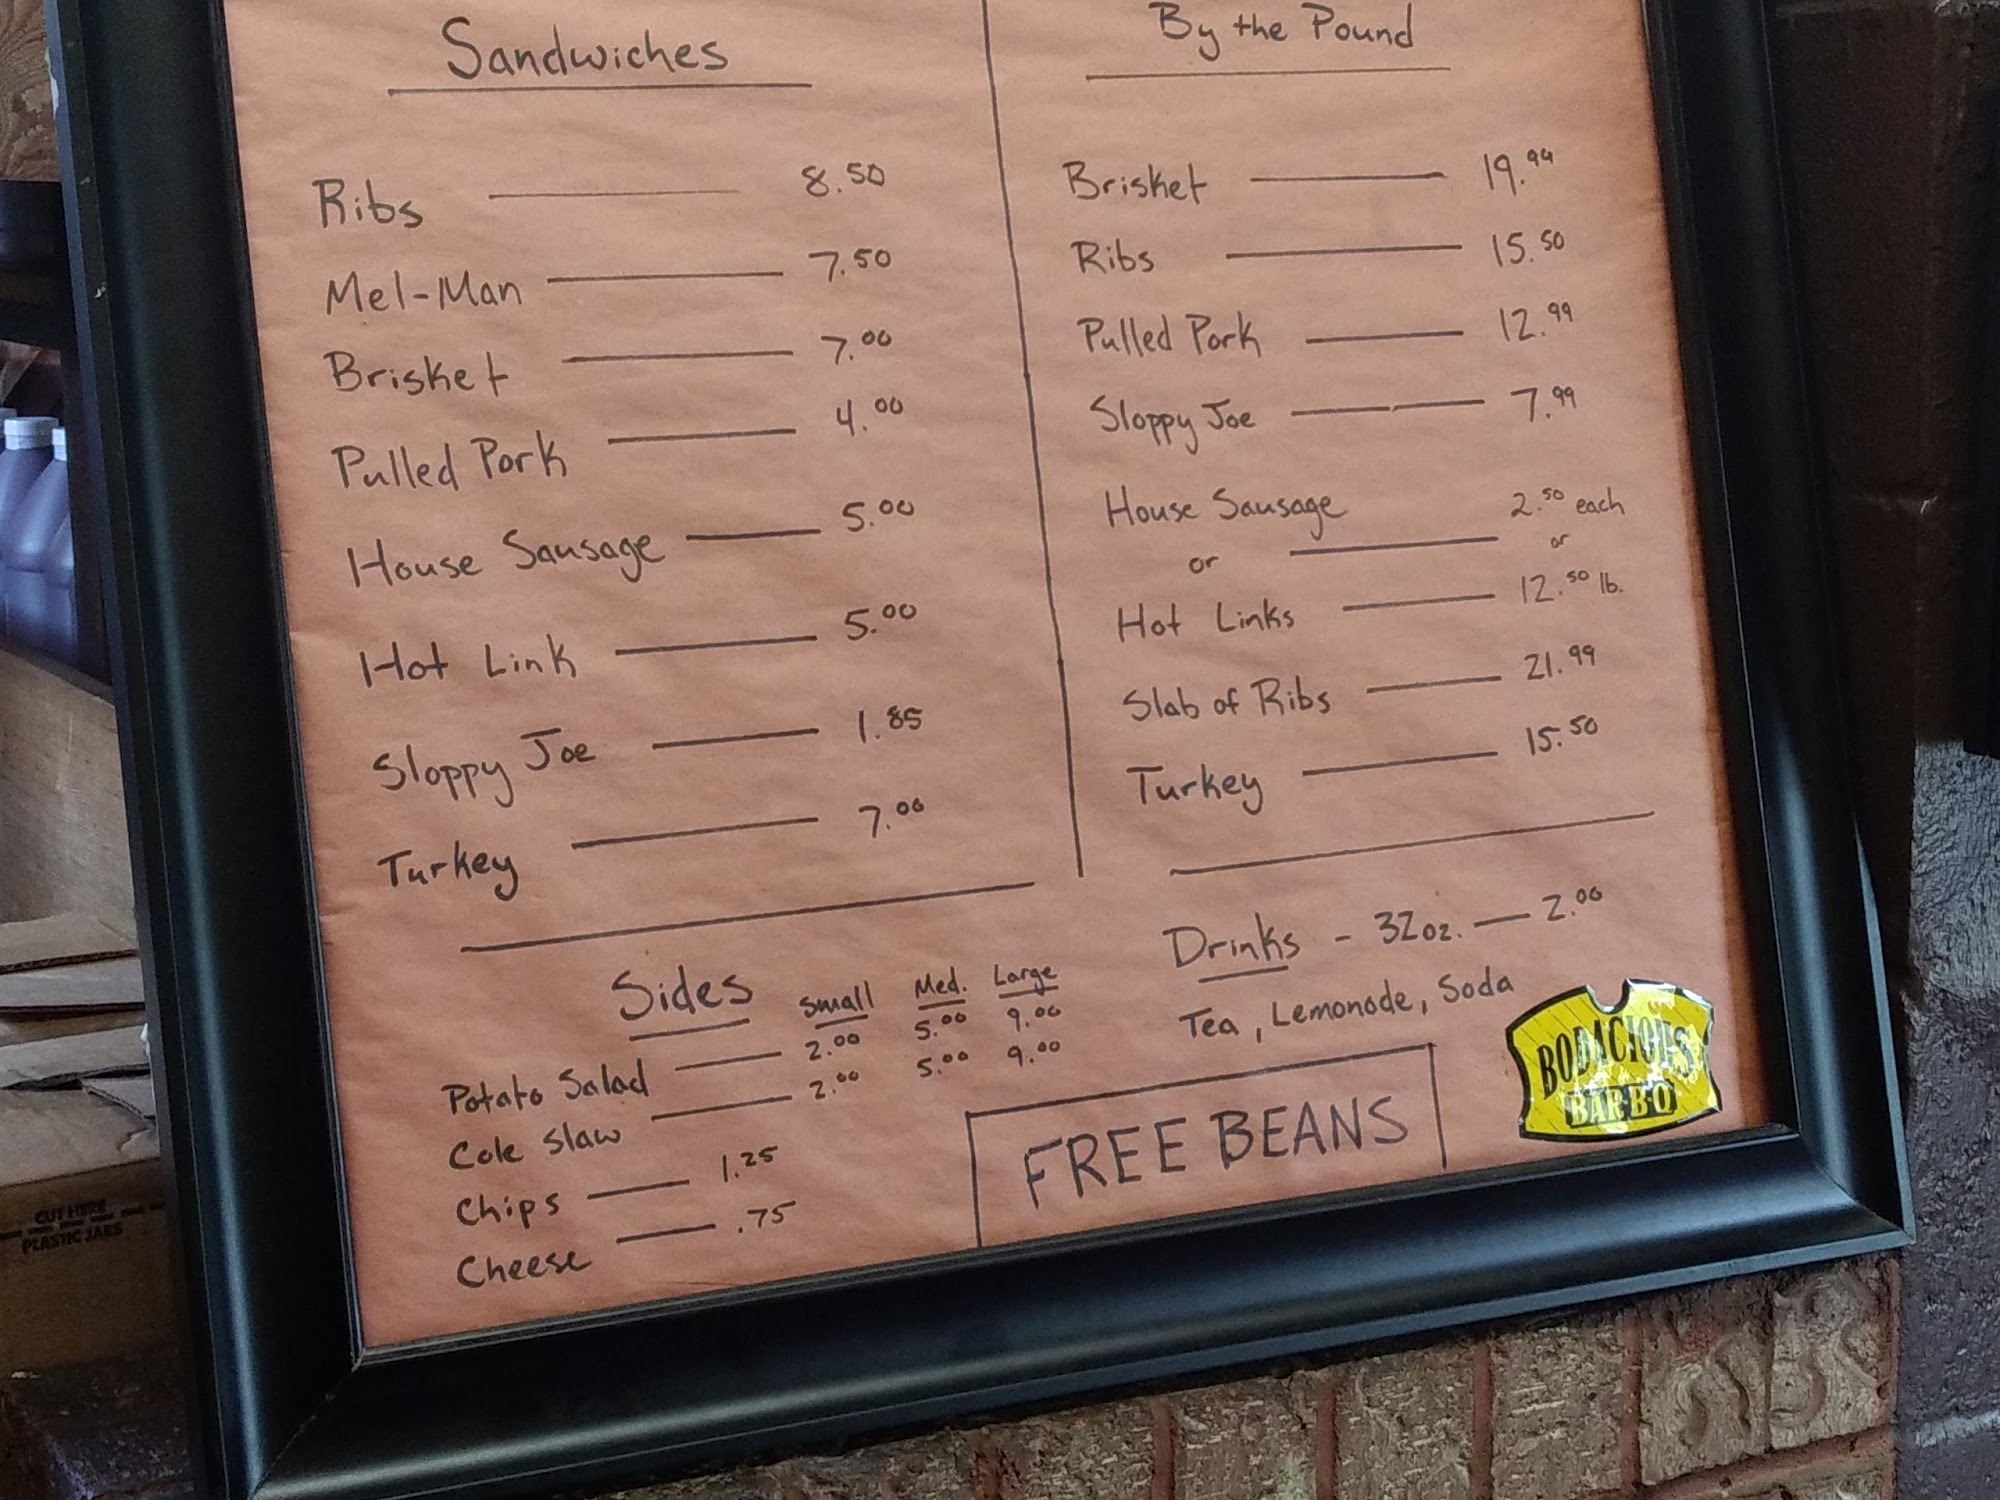 Sandwiches
Ribs 8.50
Mel-Man 7.50
Brisket 7.00
Pulled Pork 4.00
House Sausage 5.00
Hot Link 5.00
Sloppy Joe 1.85
Turkey 7.00
By the Pound
Brisket 19.99
Ribs 15.50
Pulled Pork 12.99
Sloppy Joe 7.99
House Sausage 2.50 each
or or
Hot Links 12.50 lb.
Slab of Ribs 21.99
Turkey 15.50
Sides Small Med. Large
Potato Salad 2.00 5.00 9.00
Cole Slaw 2.00 5.00 9.00
Chips 1.25
Cheese .75
Drinks - 32oz. 2.00
Tea, Lemonade, Soda
FREE BEANS
BODACIOUS
BAR-B-Q
CUT HERE
PLASTIC JARS